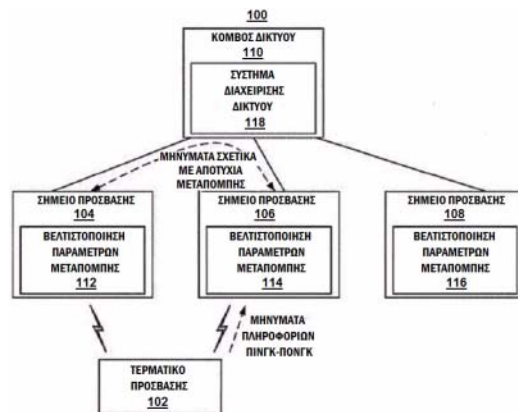 100
ΚΟΜΒΟΣ ΔΙΚΤΥΟΥ
110
ΣΥΣΤΗΜΑ
ΔΙΑΧΕΙΡΙΣΗΣ
ΔΙΚΤΥΟΥ
118
ΜΗΝΥΜΑΤΑ ΣΧΕΤΙΚΑ
ΜΕ ΑΠΟΤΥΧΙΑ
ΜΕΤΑΠΟΜΠΗΣ
ΣΗΜΕΙΟ ΠΡΟΣΒΑΣΗΣ
104
ΒΕΛΤΙΣΤΟΠΟΙΗΣΗ
ΠΑΡΑΜΕΤΡΩΝ
ΜΕΤΑΠΟΜΠΗΣ
112
ΣΗΜΕΙΟ ΠΡΟΣΒΑΣΗΣ
106
ΒΕΛΤΙΣΤΟΠΟΙΗΣΗ
ΠΑΡΑΜΕΤΡΩΝ
ΜΕΤΑΠΟΜΠΗΣ
114
ΣΗΜΕΙΟ ΠΡΟΣΒΑΣΗΣ
108
ΒΕΛΤΙΣΤΟΠΟΙΗΣΗ
ΠΑΡΑΜΕΤΡΩΝ
ΜΕΤΑΠΟΜΠΗΣ
116
ΜΗΝΥΜΑΤΑ
ΠΛΗΡΟΦΟΡΙΩΝ
ΠΙΝΓΚ-ΠΟΝΓΚ
ΤΕΡΜΑΤΙΚΟ
ΠΡΟΣΒΑΣΗΣ
102